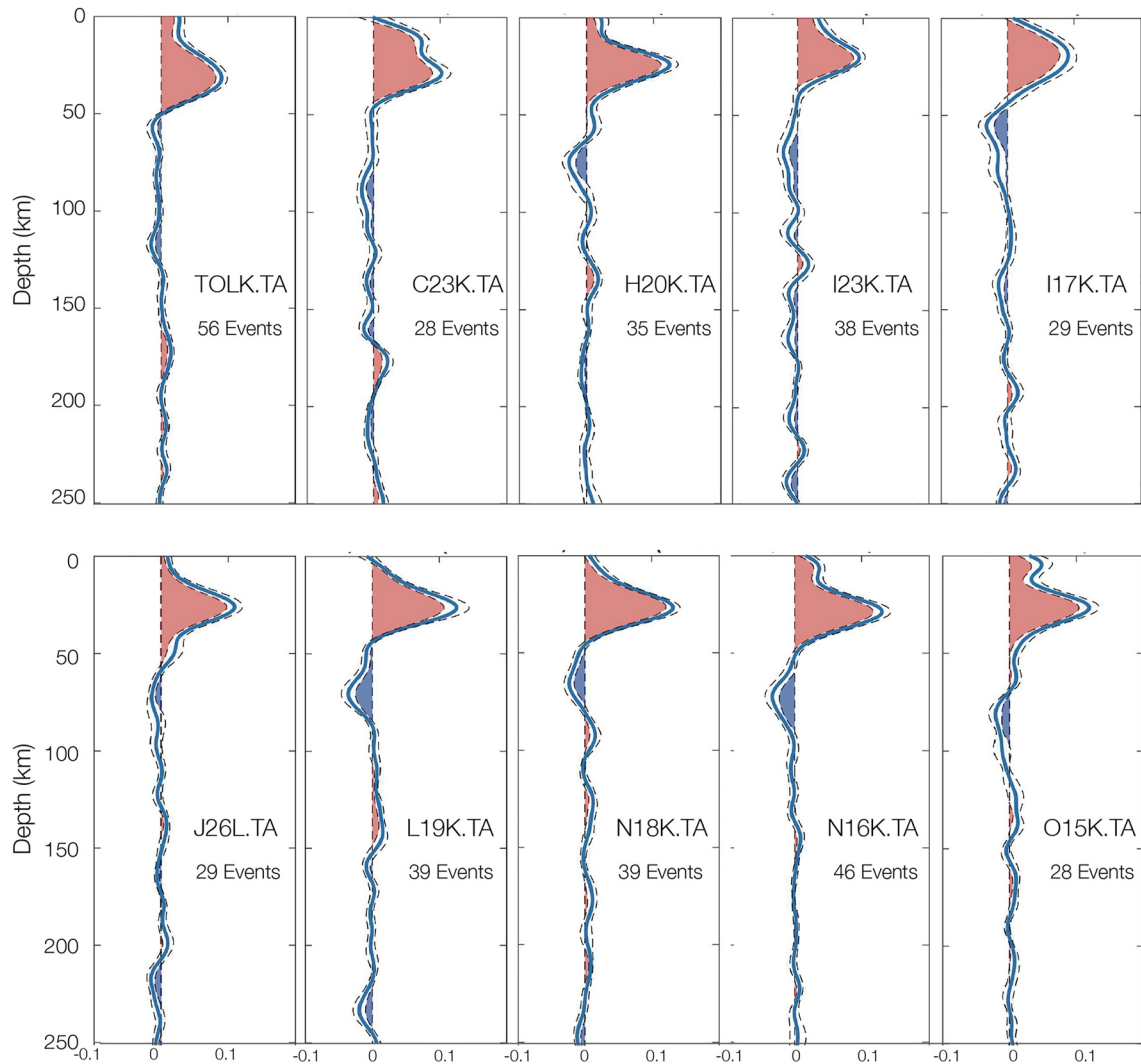 0
50
100
150
200
250
Depth (km)
TOLK.TA
56 Events
C23K.TA
28 Events
H20K.TA
35 Events
I23K.TA
38 Events
I17K.TA
29 Events
0
50
100
150
200
250
Depth (km)
J26L.TA
29 Events
L19K.TA
39 Events
N18K.TA
39 Events
N16K.TA
46 Events
O15K.TA
28 Events
-0.1 0 0.1 -0.1 0 0.1 -0.1 0 0.1 -0.1 0 0.1 -0.1 0 0.1